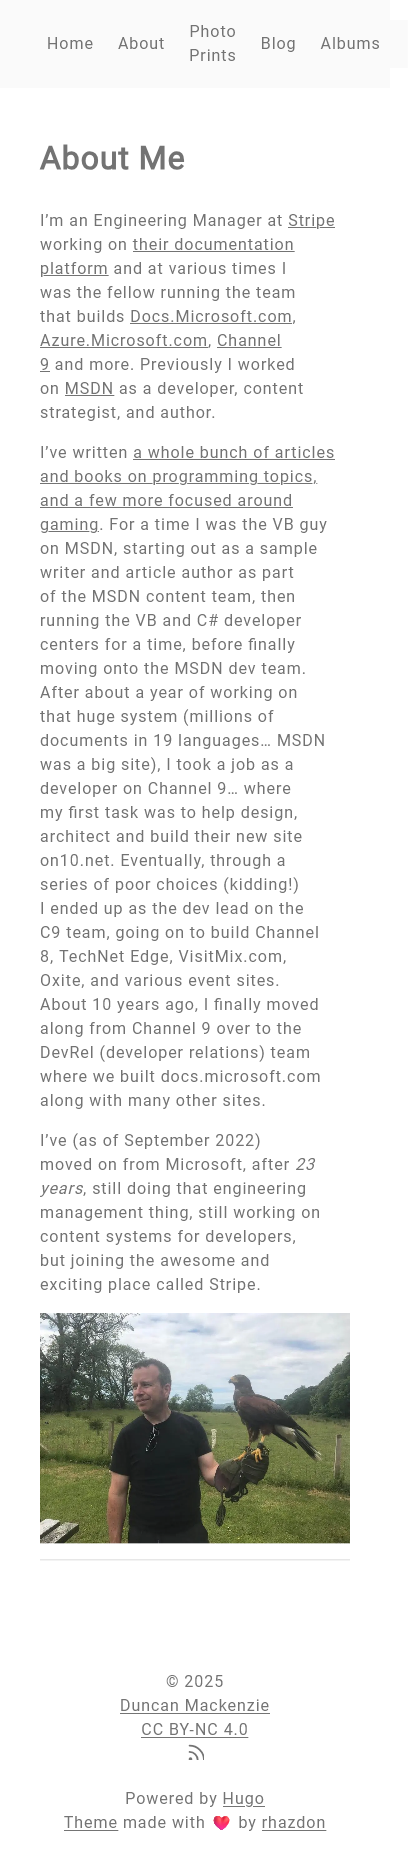 Home About Photo Prints Blog Albums
About Me
I’m an Engineering Manager at Stripe
working on their documentation
platform and at various times I
was the fellow running the team
that builds Docs.Microsoft.com,
Azure.Microsoft.com, Channel
9 and more. Previously I worked
on MSDN as a developer, content
strategist, and author.
I’ve written a whole bunch of articles
and books on programming topics,
and a few more focused around
gaming. For a time I was the VB guy
on MSDN, starting out as a sample
writer and article author as part
of the MSDN content team, then
running the VB and C# developer
centers for a time, before finally
moving onto the MSDN dev team.
After about a year of working on
that huge system (millions of
documents in 19 languages… MSDN
was a big site), I took a job as a
developer on Channel 9… where
my first task was to help design,
architect and build their new site
on10.net. Eventually, through a
series of poor choices (kidding!)
I ended up as the dev lead on the
C9 team, going on to build Channel
8, TechNet Edge, VisitMix.com,
Oxite, and various event sites.
About 10 years ago, I finally moved
along from Channel 9 over to the
DevRel (developer relations) team
where we built docs.microsoft.com
along with many other sites.
I’ve (as of September 2022)
moved on from Microsoft, after 23
years, still doing that engineering
management thing, still working on
content systems for developers,
but joining the awesome and
exciting place called Stripe.
© 2025
Duncan Mackenzie
CC BY-NC 4.0
Powered by Hugo
Theme made with ❤️ by rhazdon